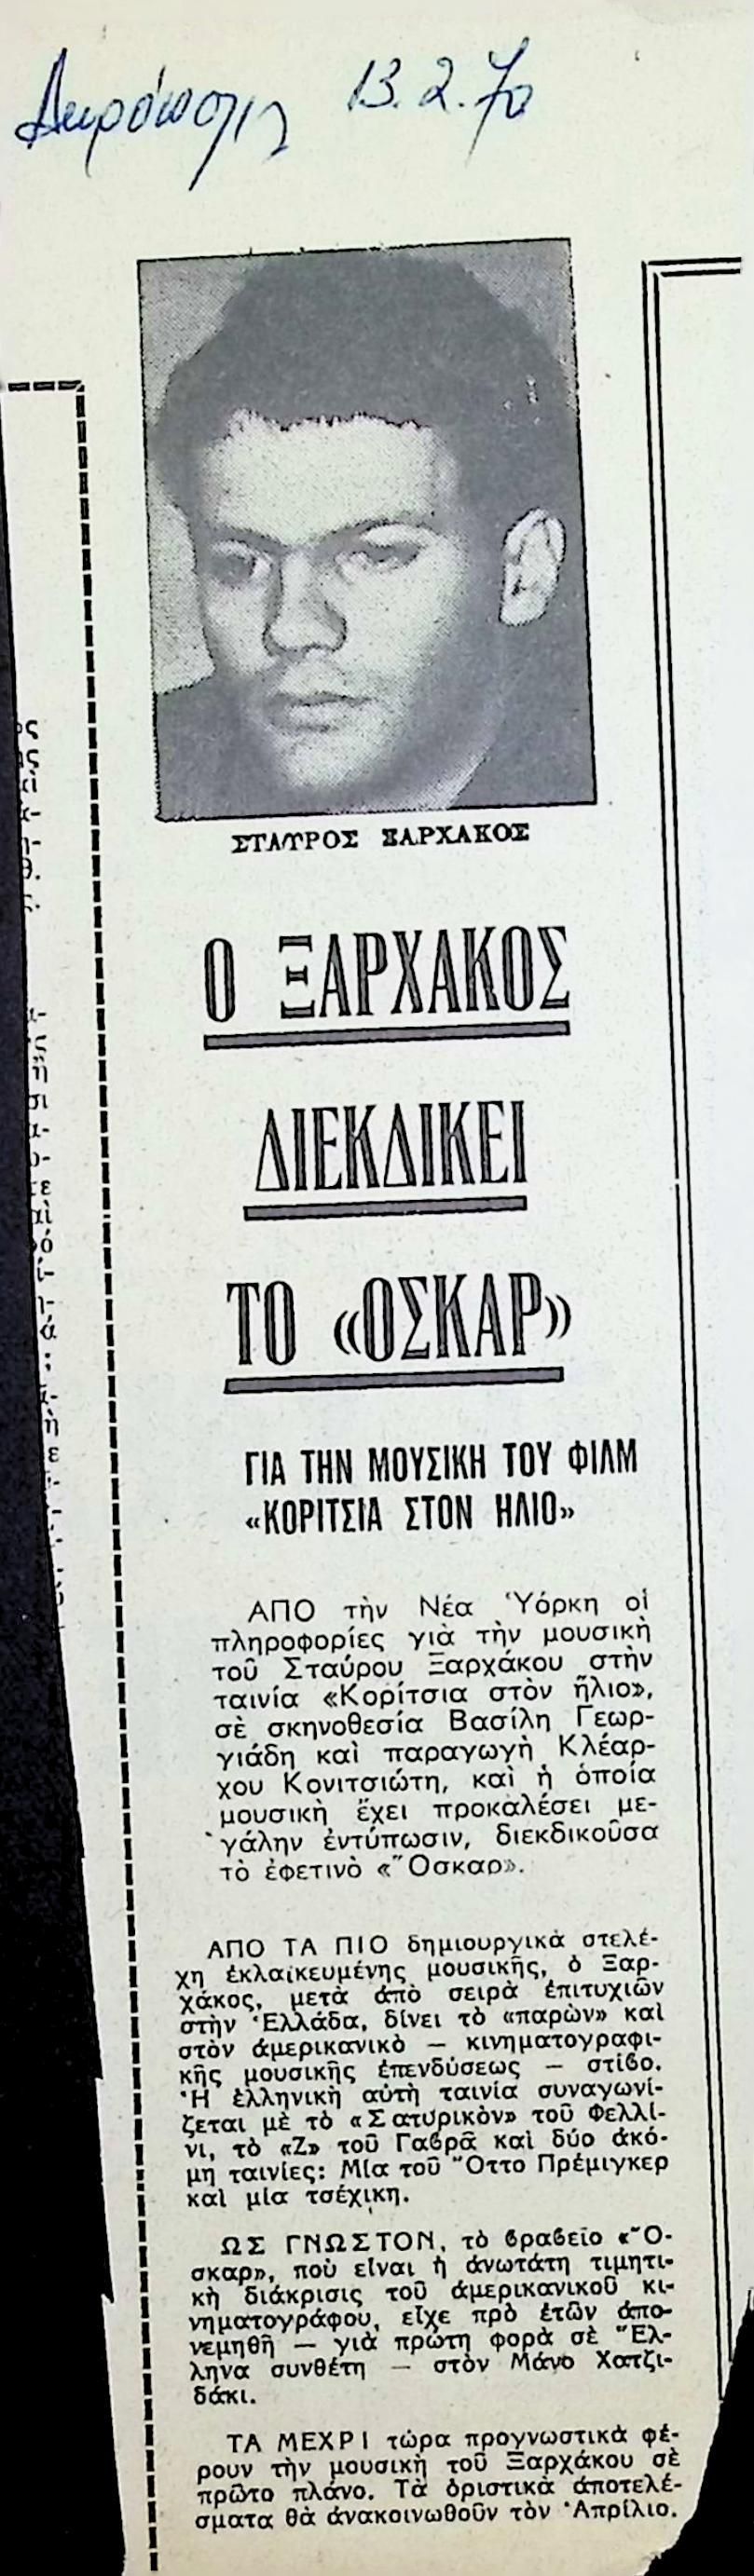 Ακρόπολις 13.2.70
ΣΤΑΥΡΟΣ ΞΑΡΧΑΚΟΣ
Ο ΞΑΡΧΑΚΟΣ
ΔΙΕΚΔΙΚΕΙ
ΤΟ «ΟΣΚΑΡ»
ΓΙΑ ΤΗΝ ΜΟΥΣΙΚΗ ΤΟΥ ΦΙΛΜ
«ΚΟΡΙΤΣΙΑ ΣΤΟΝ ΗΛΙΟ»
ΑΠΟ τὴν Νέα Ὑόρκη οἱ
πληροφορίες γιὰ τὴν μουσικὴ
τοῦ Σταύρου Ξαρχάκου στὴν
ταινία «Κορίτσια στὸν ἥλιο»,
σὲ σκηνοθεσία Βασίλη Γεωρ-
γιάδη καὶ παραγωγὴ Κλέαρ-
χου Κονιτσιώτη, καὶ ἡ ὁποία
μουσικὴ ἔχει προκαλέσει με-
γάλην ἐντύπωσιν, διεκδικοῦσα
τὸ ἐφετινὸ «Ὄσκαρ».
ΑΠΟ ΤΑ ΠΙΟ δημιουργικὰ στελέ-
χη ἐκλαϊκευμένης μουσικῆς, ὁ Ξαρ-
χάκος, μετὰ ἀπὸ σειρὰ ἐπιτυχιῶν
στὴν Ἑλλάδα, δίνει τὸ «παρὼν» καὶ
στὸν ἀμερικανικὸ — κινηματογραφι-
κῆς μουσικῆς ἐπενδύσεως — στίβο.
Ἡ ἑλληνικὴ αὐτὴ ταινία συναγωνί-
ζεται μὲ τὸ «Σατυρικὸν» τοῦ Φελλί-
νι, τὸ «Ζ» τοῦ Γαβρᾶ καὶ δύο ἀκό-
μη ταινίες: Μία τοῦ Ὄττο Πρέμιγκερ
καὶ μία τσέχικη.
ΩΣ ΓΝΩΣΤΟΝ, τὸ βραβεῖο «Ὄ-
σκαρ», ποὺ εἶναι ἡ ἀνωτάτη τιμητι-
κὴ διάκρισις τοῦ ἀμερικανικοῦ κι-
νηματογράφου, εἶχε πρὸ ἐτῶν ἀπο-
νεμηθῆ — γιὰ πρώτη φορὰ σὲ Ἕλ-
ληνα συνθέτη — στὸν Μάνο Χατζι-
δάκι.
ΤΑ ΜΕΧΡΙ τώρα προγνωστικὰ φέ-
ρουν τὴν μουσικὴ τοῦ Ξαρχάκου σὲ
πρῶτο πλάνο. Τὰ ὁριστικὰ ἀποτελέ-
σματα θὰ ἀνακοινωθοῦν τὸν Ἀπρίλιο.